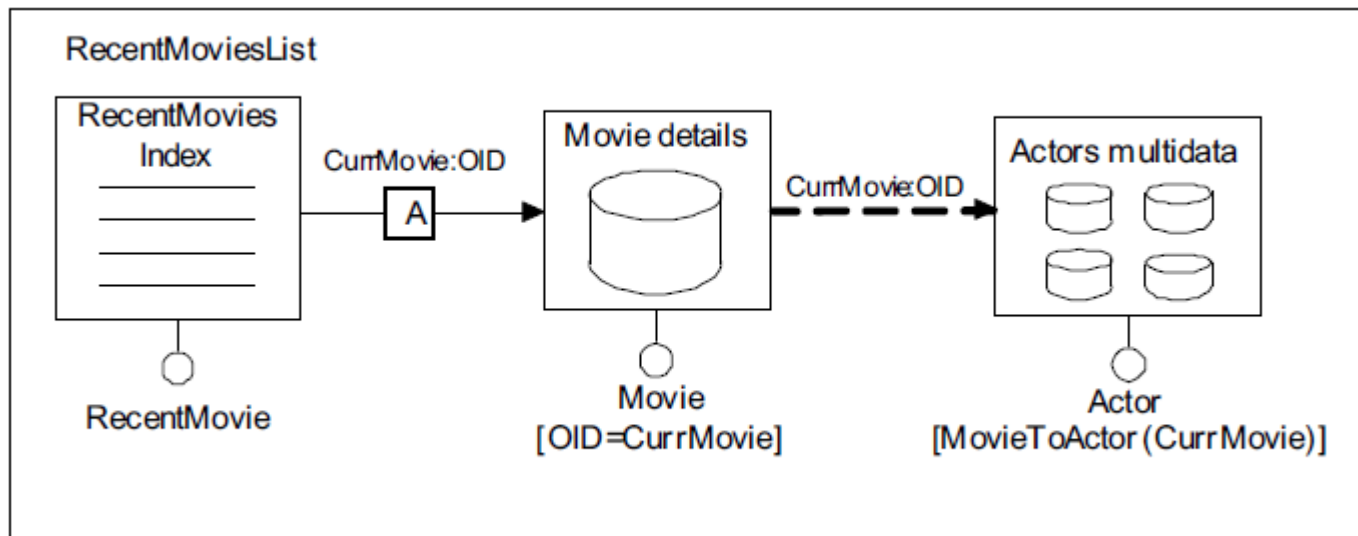 RecentMoviesList
RecentMovies
Index
CurrMovie:OID
A
Movie details
CurrMovie:OID
Actors multidata
RecentMovie
Movie
[OID=CurrMovie]
Actor
[MovieToActor(CurrMovie)]